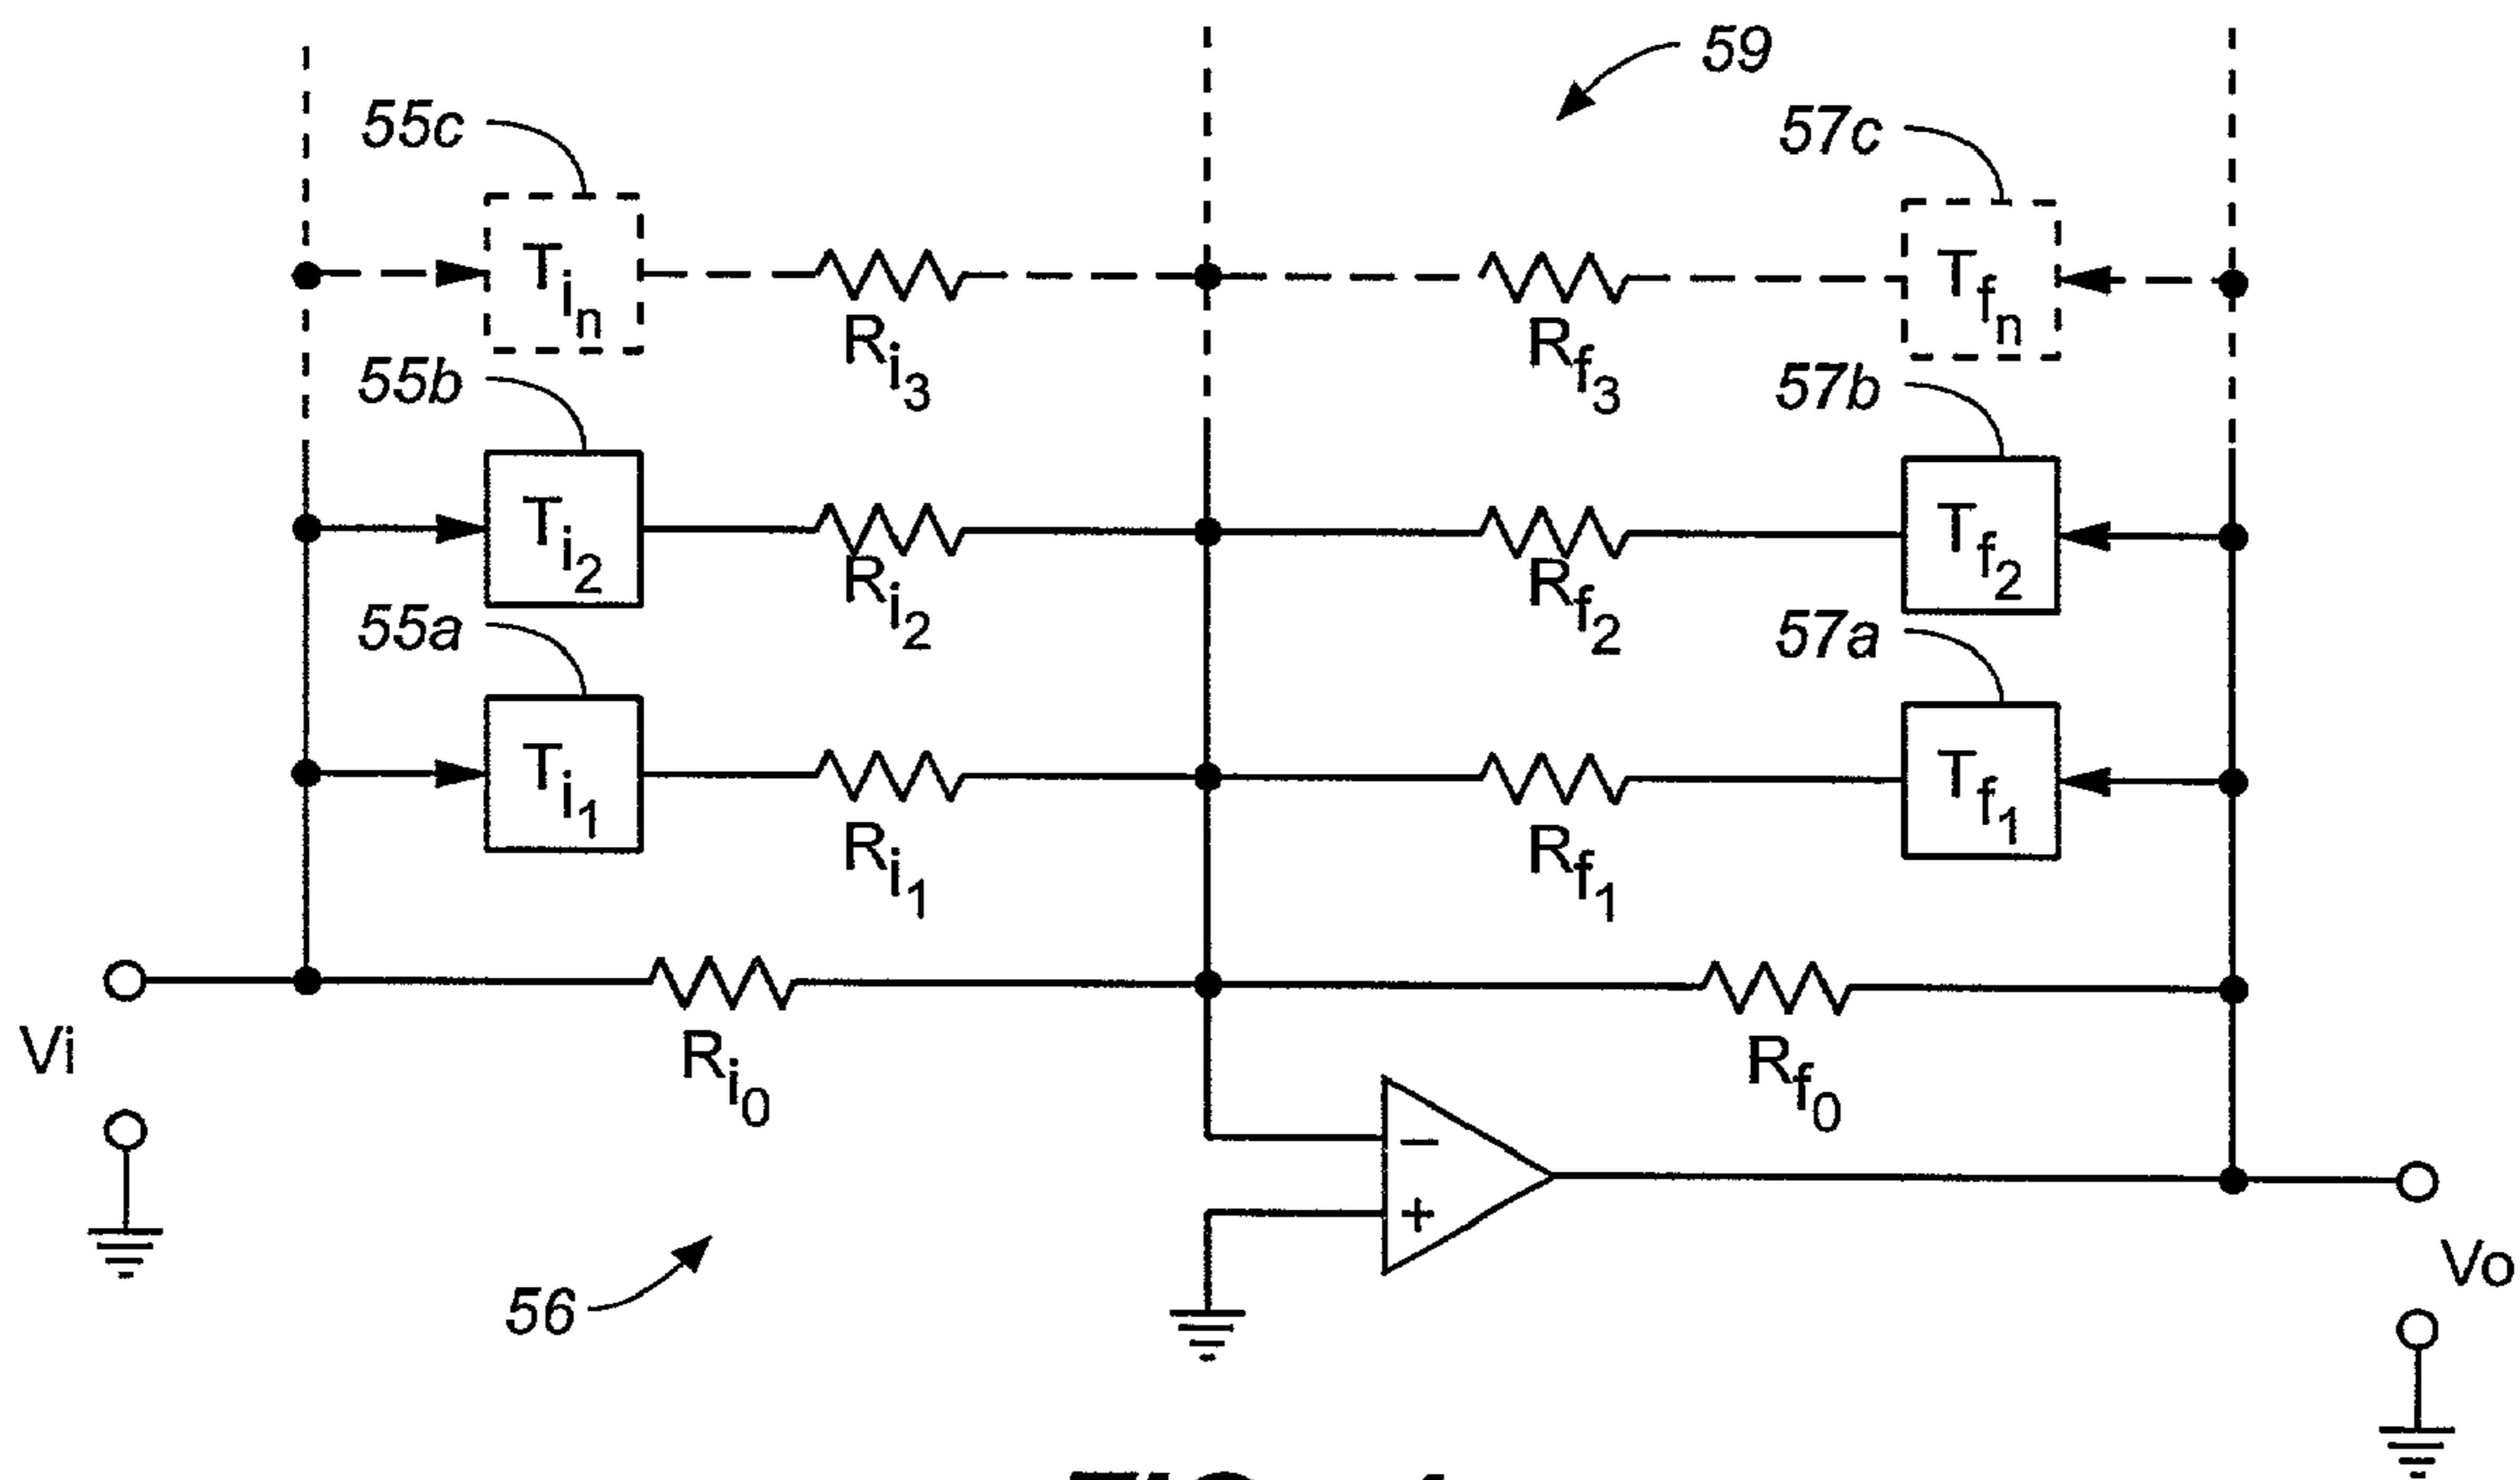 59
55c
57c
Tin
Tfn
Ri3
Rf3
55b
57b
Ti2
Tf2
Ri2
Rf2
55a
57a
Ti1
Tf1
Ri1
Rf1
Vi
Ri0
Rf0
−
+
56
Vo